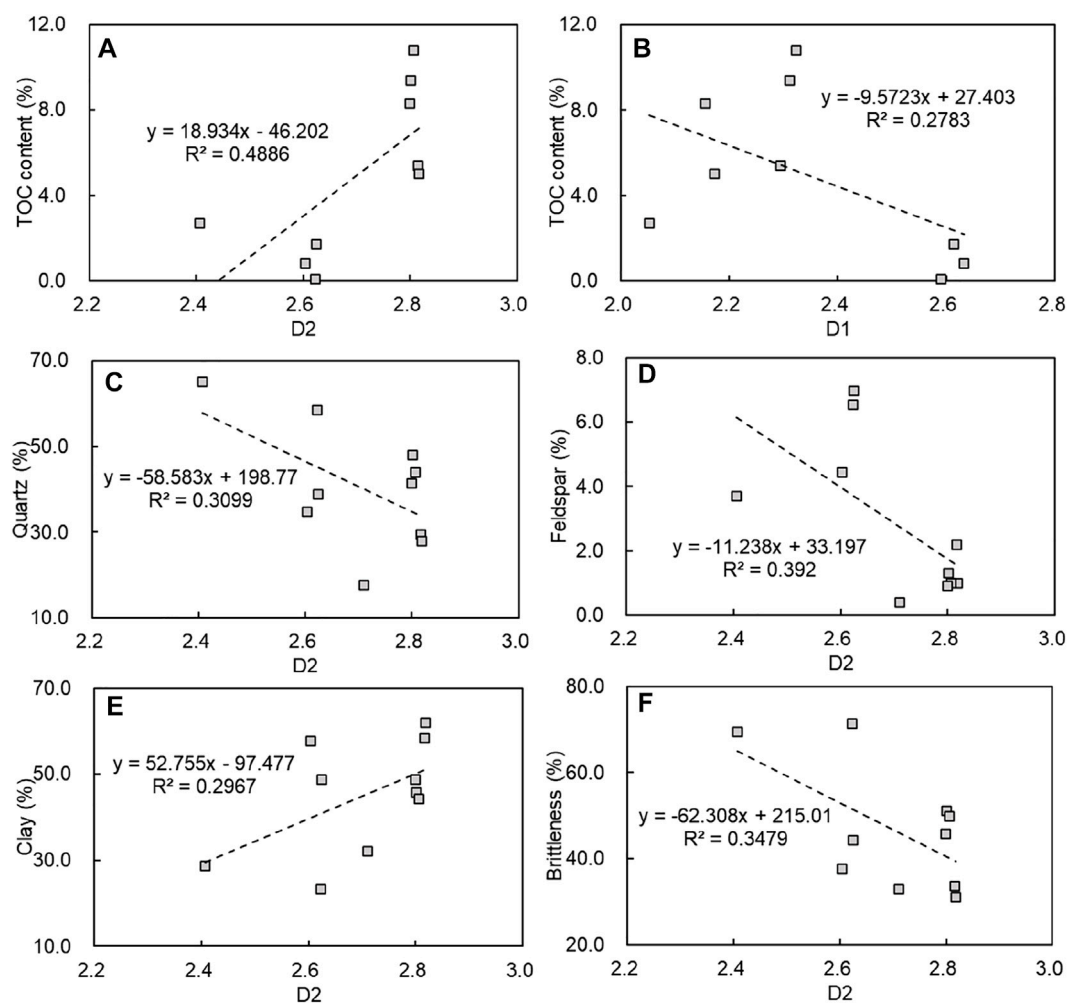 A
TOC content (%)
12.0
8.0
4.0
0.0
y = 18.934x - 46.202
R² = 0.4886
2.2 2.4 2.6 2.8 3.0
D2
B
TOC content (%)
12.0
8.0
4.0
0.0
y = -9.5723x + 27.403
R² = 0.2783
2.0 2.2 2.4 2.6 2.8
D1
C
Quartz (%)
70.0
50.0
30.0
10.0
y = -58.583x + 198.77
R² = 0.3099
2.2 2.4 2.6 2.8 3.0
D2
D
Feldspar (%)
8.0
6.0
4.0
2.0
0.0
y = -11.238x + 33.197
R² = 0.392
2.2 2.4 2.6 2.8 3.0
D2
E
Clay (%)
70.0
50.0
30.0
10.0
y = 52.755x - 97.477
R² = 0.2967
2.2 2.4 2.6 2.8 3.0
D2
F
Brittleness (%)
80.0
60.0
40.0
20.0
y = -62.308x + 215.01
R² = 0.3479
2.2 2.4 2.6 2.8 3.0
D2